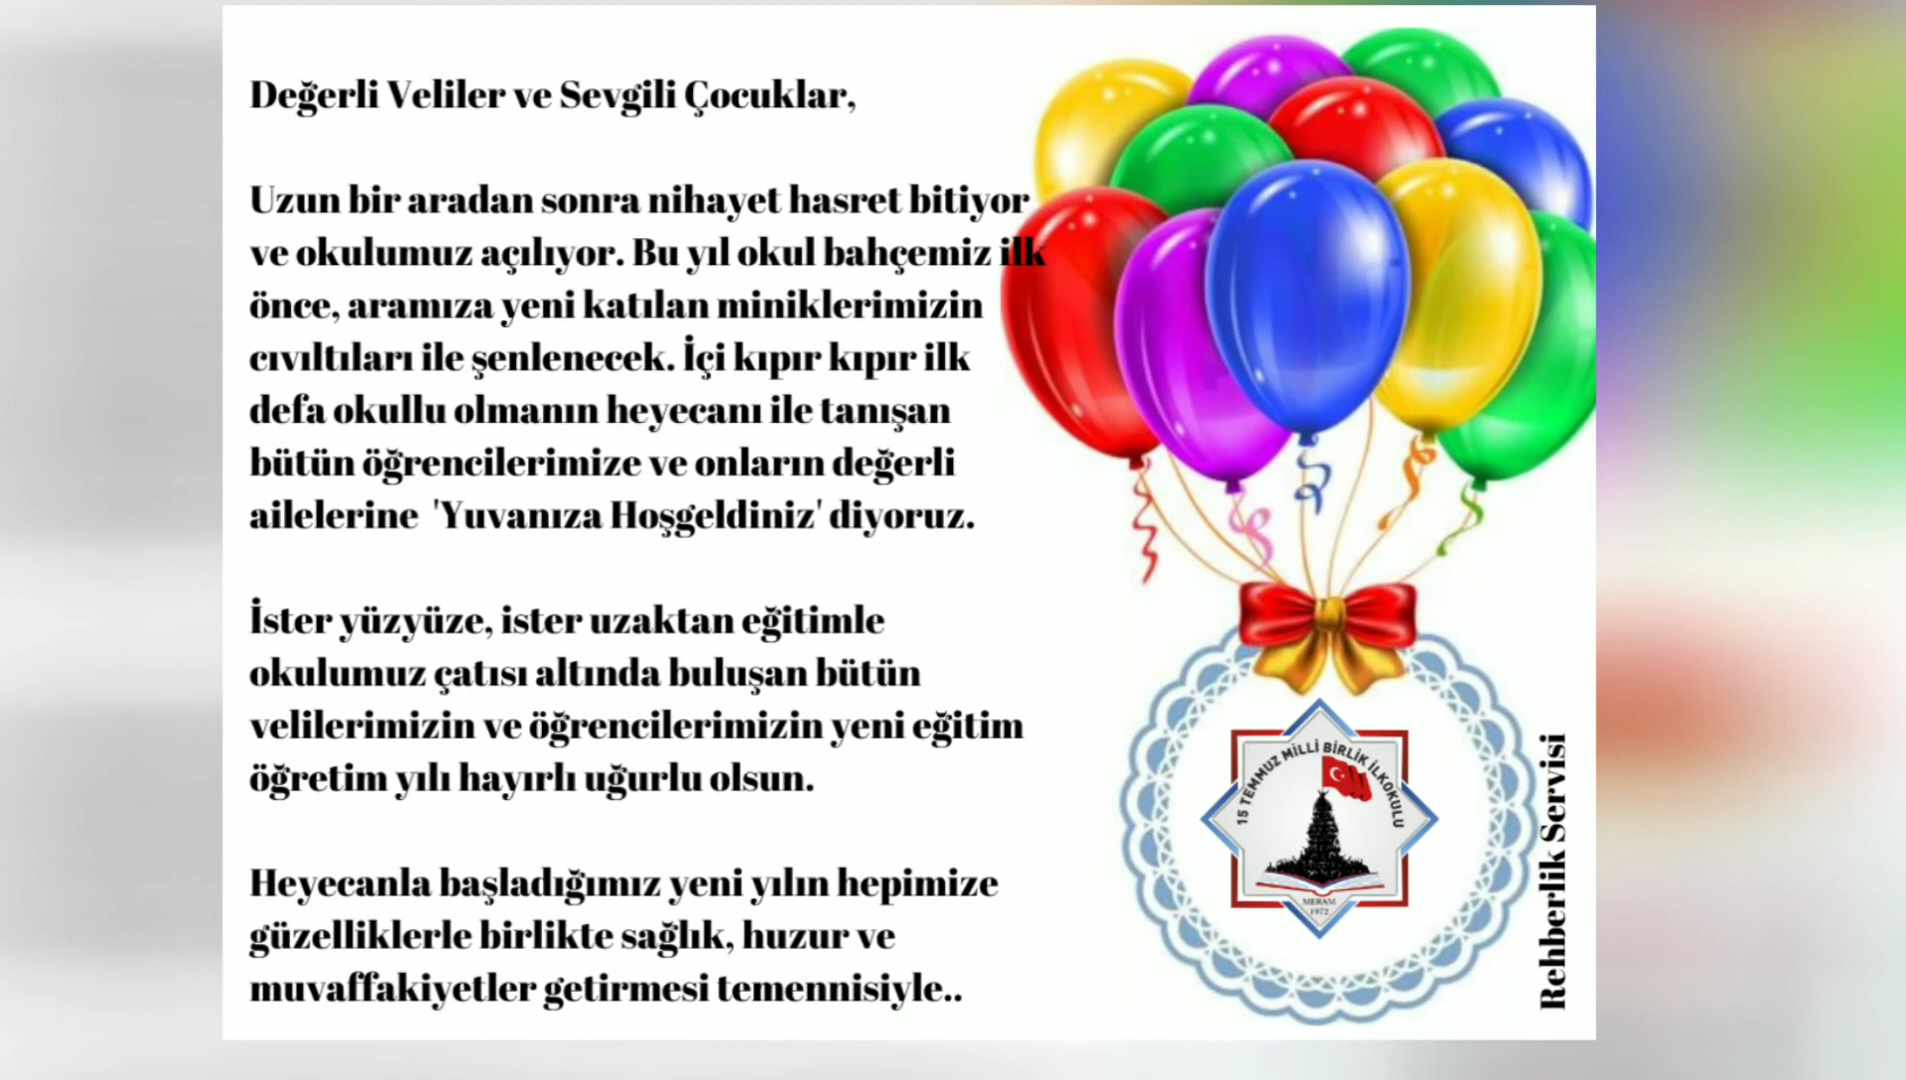 Değerli Veliler ve Sevgili Çocuklar,
Uzun bir aradan sonra nihayet hasret bitiyor
ve okulumuz açılıyor. Bu yıl okul bahçemiz ilk
önce, aramıza yeni katılan miniklerimizin
cıvıltıları ile şenlenecek. İçi kıpır kıpır ilk
defa okullu olmanın heyecanı ile tanışan
bütün öğrencilerimize ve onların değerli
ailelerine 'Yuvanıza Hoşgeldiniz' diyoruz.
İster yüzyüze, ister uzaktan eğitimle
okulumuz çatısı altında buluşan bütün
velilerimizin ve öğrencilerimizin yeni eğitim
öğretim yılı hayırlı uğurlu olsun.
Heyecanla başladığımız yeni yılın hepimize
güzelliklerle birlikte sağlık, huzur ve
muvaffakiyetler getirmesi temennisiyle..
15 TEMMUZ MİLLİ BİRLİK İLKOKULU
MERAM
1972
Rehberlik Servisi